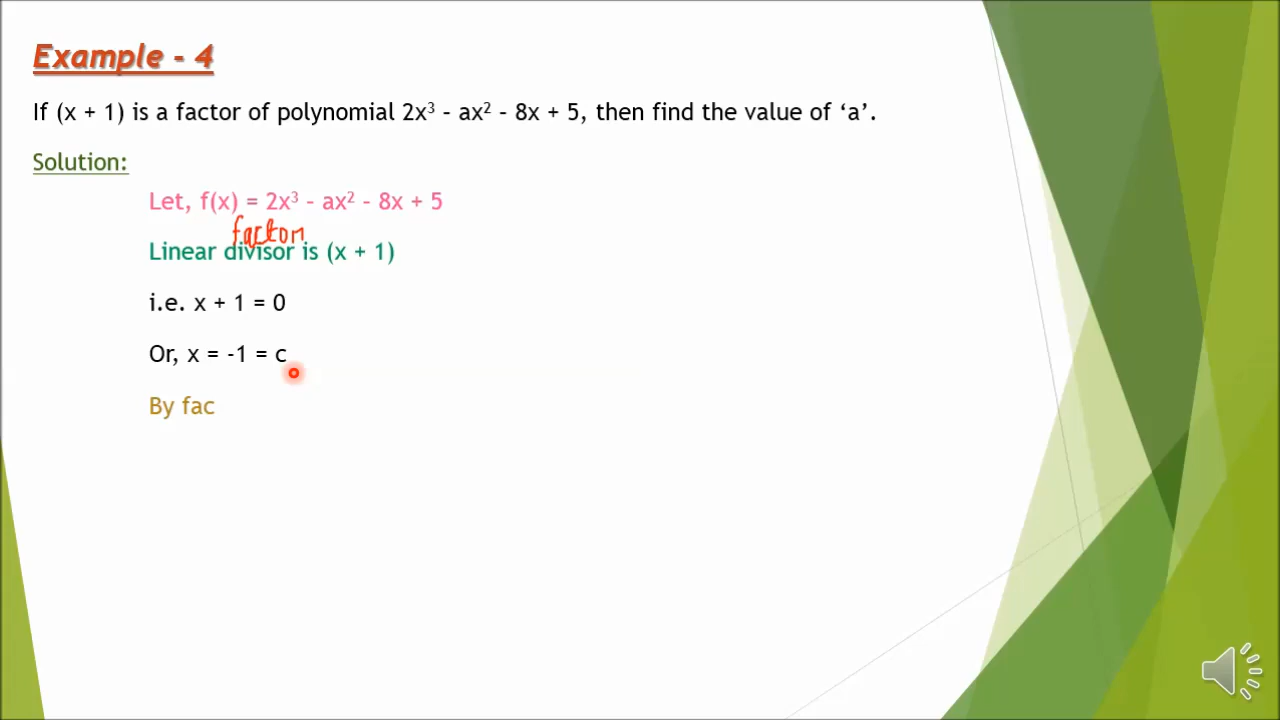 Example - 4
If (x + 1) is a factor of polynomial 2x³ – ax² – 8x + 5, then find the value of ‘a’.
Solution:
Let, f(x) = 2x³ – ax² – 8x + 5
factor
Linear divisor is (x + 1)
i.e. x + 1 = 0
Or, x = -1 = c
By fac